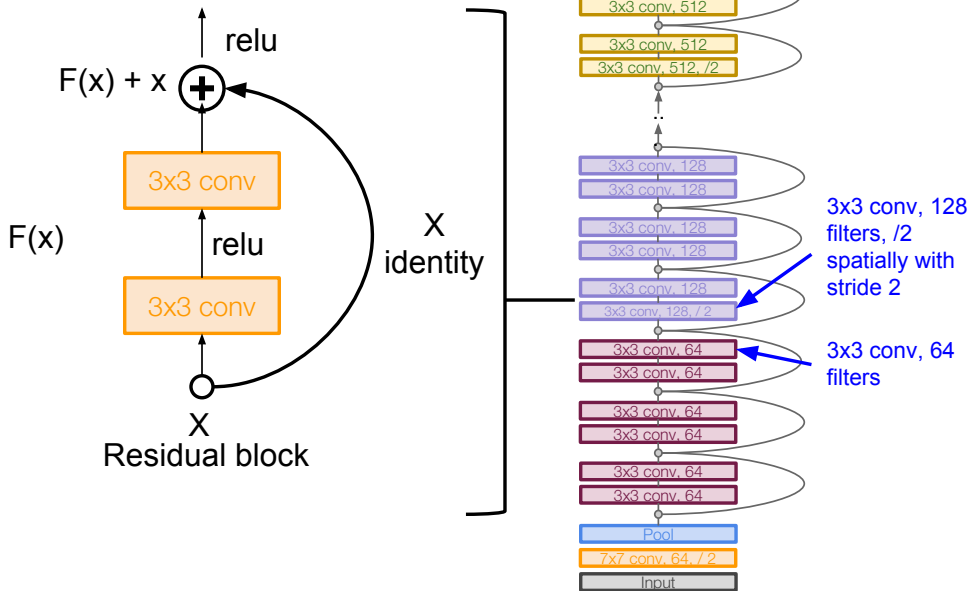 relu
F(x) + x
3x3 conv
F(x)
relu
X
identity
3x3 conv
X
Residual block
3x3 conv, 512
3x3 conv, 512
3x3 conv, 512, /2
..
3x3 conv, 128
3x3 conv, 128
3x3 conv, 128
3x3 conv, 128
3x3 conv, 128
3x3 conv, 128, / 2
3x3 conv, 64
3x3 conv, 64
3x3 conv, 64
3x3 conv, 64
3x3 conv, 64
3x3 conv, 64
Pool
7x7 conv, 64, / 2
Input
3x3 conv, 128
filters, /2
spatially with
stride 2
3x3 conv, 64
filters